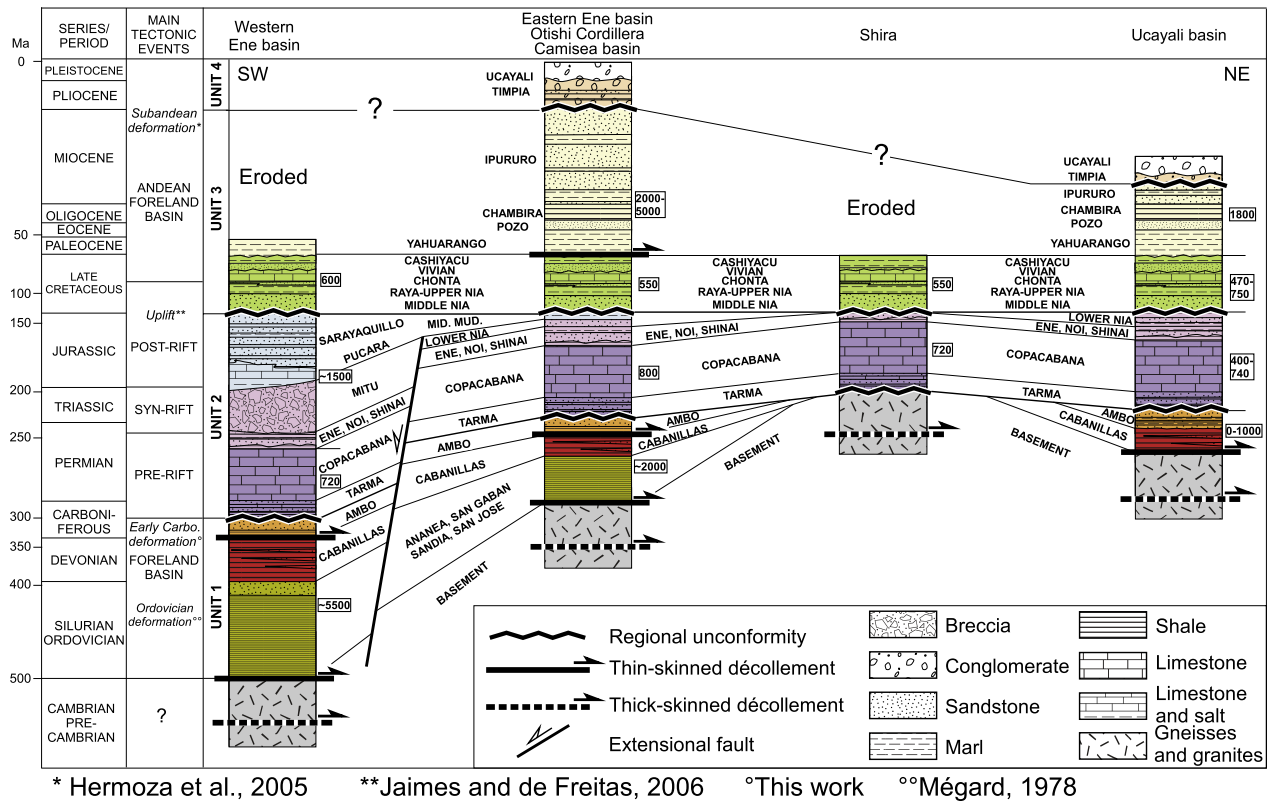 SERIES/
PERIOD
MAIN
TECTONIC
EVENTS
Western
Ene basin
Eastern Ene basin
Otishi Cordillera
Camisea basin
Shira
Ucayali basin
Ma
0
50
100
150
200
250
300
350
400
500
PLEISTOCENE
PLIOCENE
MIOCENE
OLIGOCENE
EOCENE
PALEOCENE
LATE
CRETACEOUS
JURASSIC
TRIASSIC
PERMIAN
CARBONI-
FEROUS
DEVONIAN
SILURIAN
ORDOVICIAN
CAMBRIAN
PRE-
CAMBRIAN
Subandean
deformation*
ANDEAN
FORELAND
BASIN
Uplift**
POST-RIFT
SYN-RIFT
PRE-RIFT
Early Carbo.
deformation°
FORELAND
BASIN
Ordovician
deformation°°
?
UNIT 4
UNIT 3
UNIT 2
UNIT 1
SW
NE
?
?
Eroded
Eroded
600
~1500
720
~5500
SARAYAQUILLO
PUCARA
MITU
ENE, NOI, SHINAI
COPACABANA
TARMA
AMBO
CABANILLAS
UCAYALI
TIMPIA
IPURURO
CHAMBIRA
POZO
YAHUARANGO
CASHIYACU
VIVIAN
CHONTA
RAYA-UPPER NIA
MIDDLE NIA
MID. MUD.
LOWER NIA
ENE, NOI, SHINAI
COPACABANA
TARMA
AMBO
CABANILLAS
ANANEA, SAN GABAN
SANDIA, SAN JOSE
BASEMENT
2000-
5000
550
800
~2000
CASHIYACU
VIVIAN
CHONTA
RAYA-UPPER NIA
MIDDLE NIA
ENE, NOI, SHINAI
COPACABANA
TARMA
AMBO
CABANILLAS
BASEMENT
550
720
UCAYALI
TIMPIA
IPURURO
CHAMBIRA
POZO
YAHUARANGO
CASHIYACU
VIVIAN
CHONTA
RAYA-UPPER NIA
MIDDLE NIA
LOWER NIA
ENE, NOI, SHINAI
COPACABANA
TARMA
AMBO
CABANILLAS
BASEMENT
1800
470-
750
400-
740
0-1000
Regional unconformity
Thin-skinned décollement
Thick-skinned décollement
Extensional fault
Breccia
Conglomerate
Sandstone
Marl
Shale
Limestone
Limestone
and salt
Gneisses
and granites
* Hermoza et al., 2005 **Jaimes and de Freitas, 2006 °This work °°Mégard, 1978